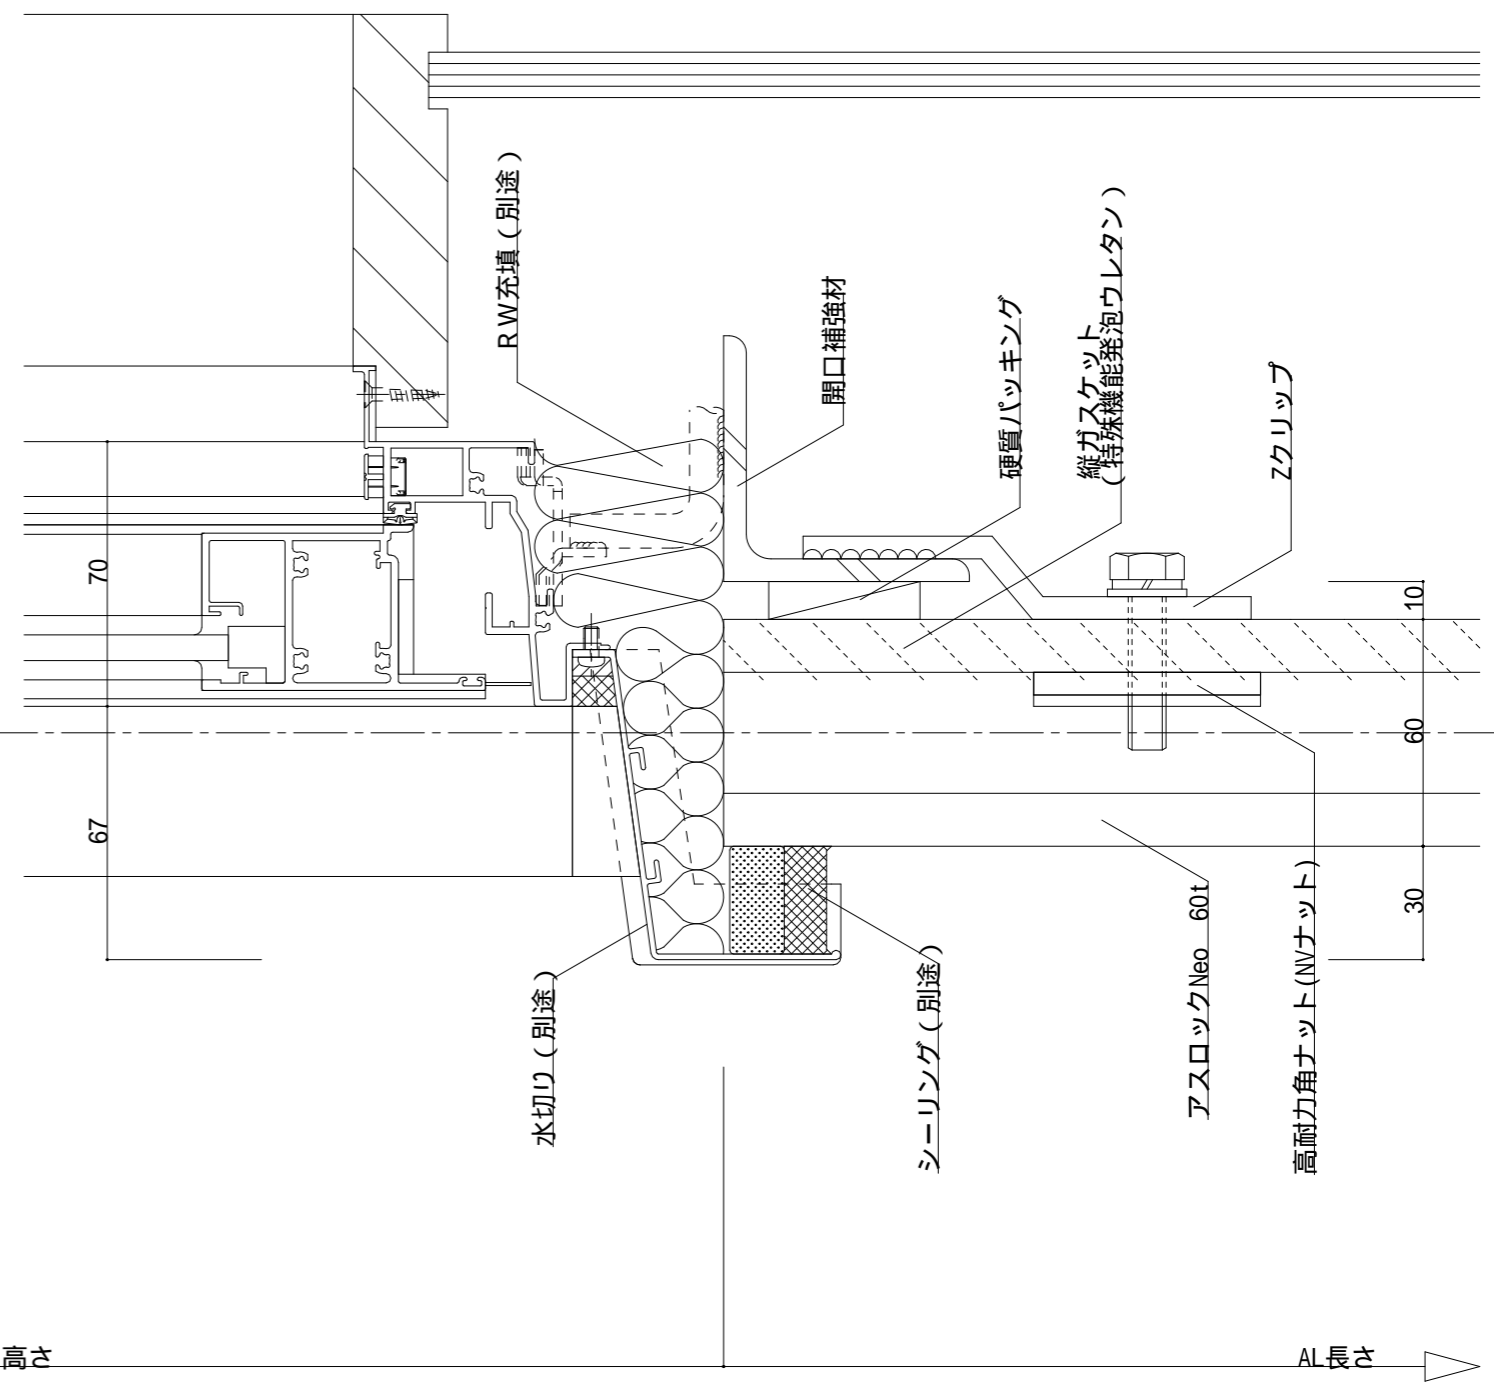 RW充填(別途)
開口補強材
硬質パッキング
縦ガスケット
(特殊機能発泡ウレタン)
Zクリップ
70
67
10
60
30
水切り(別途)
シーリング(別途)
アスロックNeo 60t
高耐力角ナット(NVナット)
高さ
AL長さ